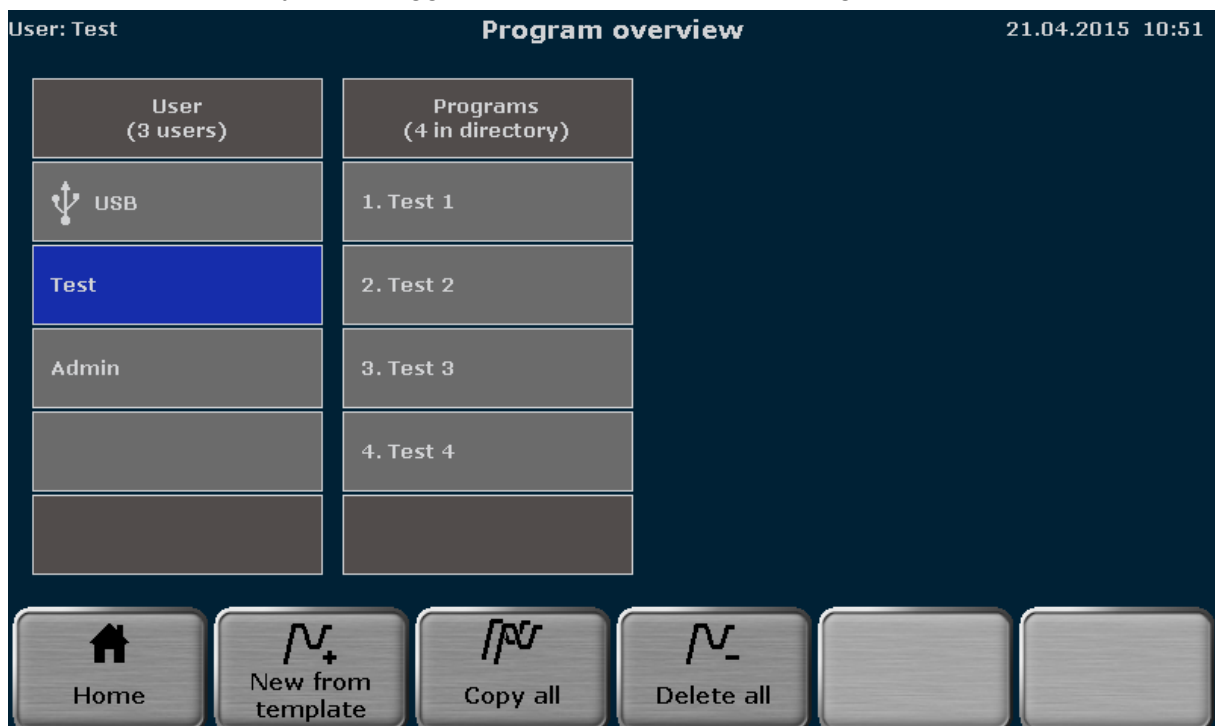 User: Test
Program overview
21.04.2015 10:51
User
(3 users)
Programs
(4 in directory)
USB
1. Test 1
Test
2. Test 2
Admin
3. Test 3
4. Test 4
Home
New from
template
Copy all
Delete all